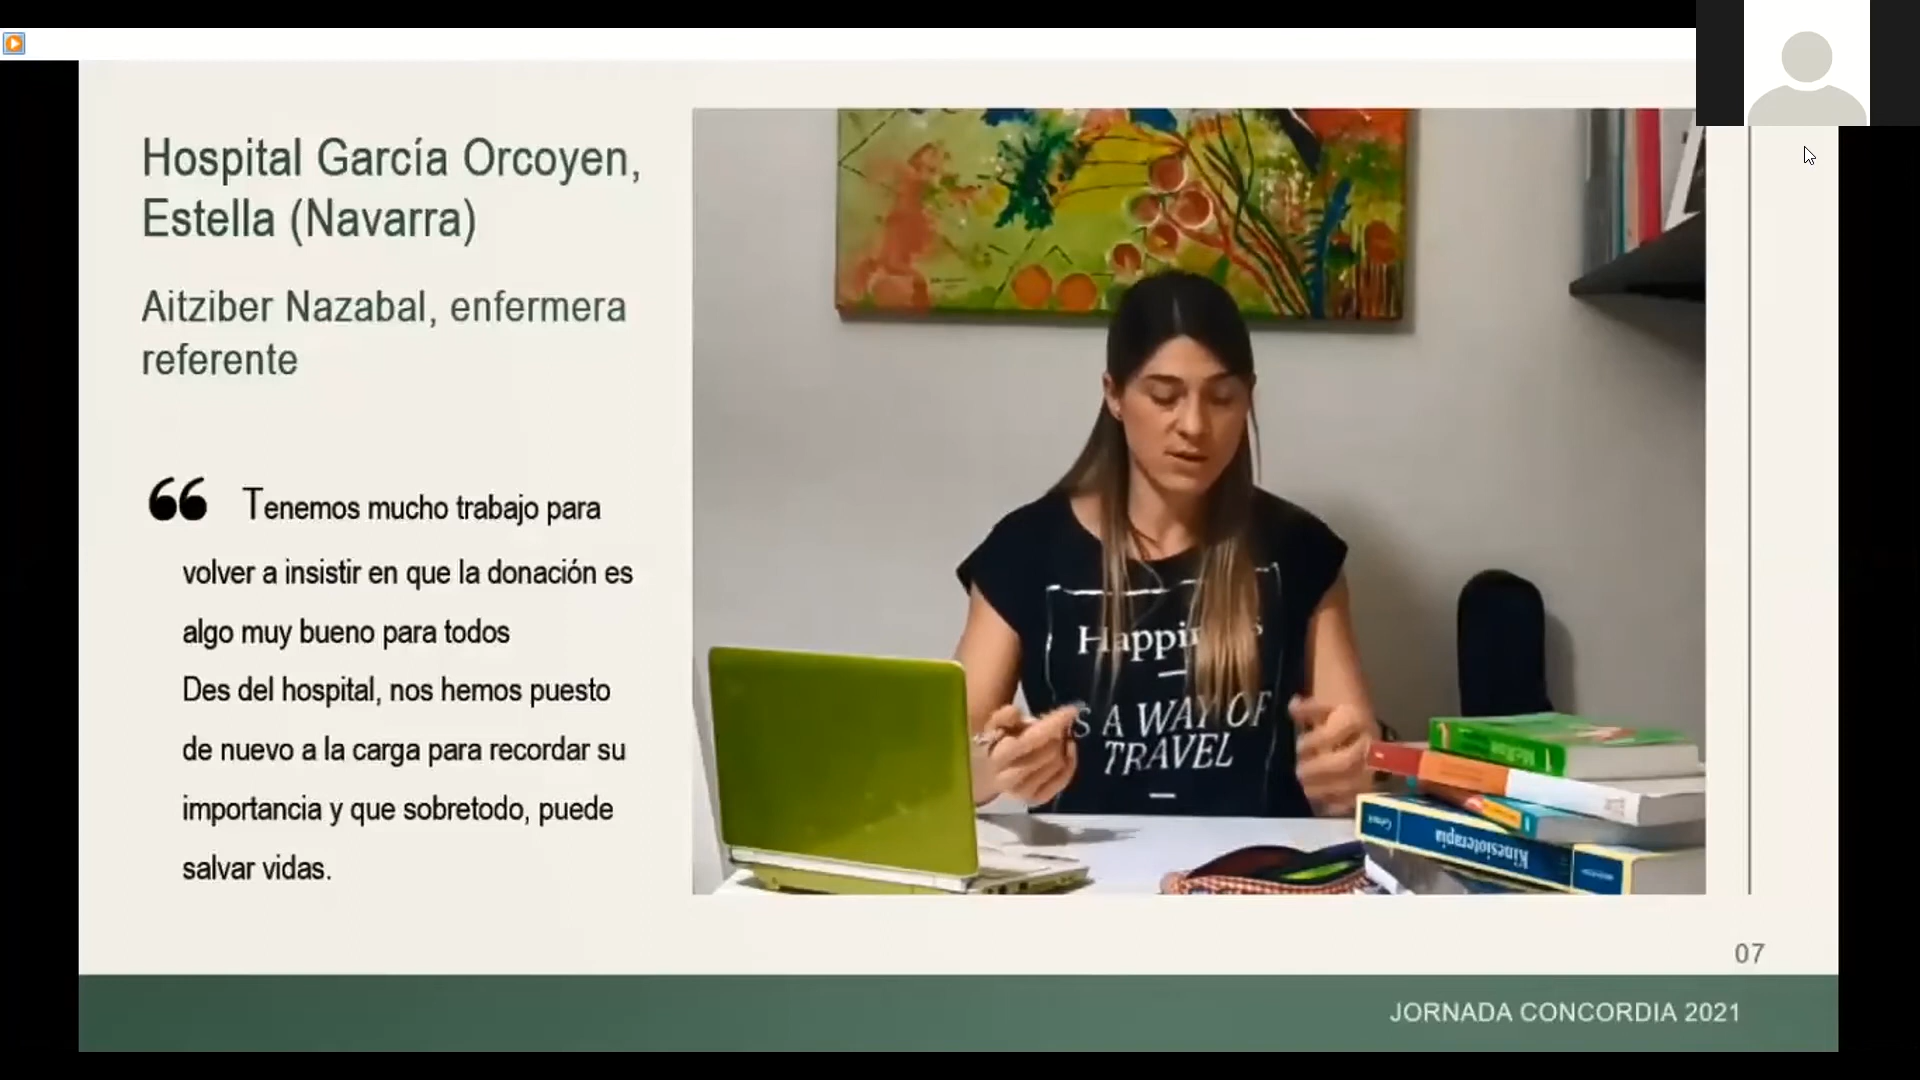 Hospital García Orcoyen,
Estella (Navarra)
Aitziber Nazabal, enfermera
referente
“ Tenemos mucho trabajo para
volver a insistir en que la donación es
algo muy bueno para todos
Des del hospital, nos hemos puesto
de nuevo a la carga para recordar su
importancia y que sobretodo, puede
salvar vidas.
A WAY OF
TRAVEL
Kinesioterapia
07
JORNADA CONCORDIA 2021